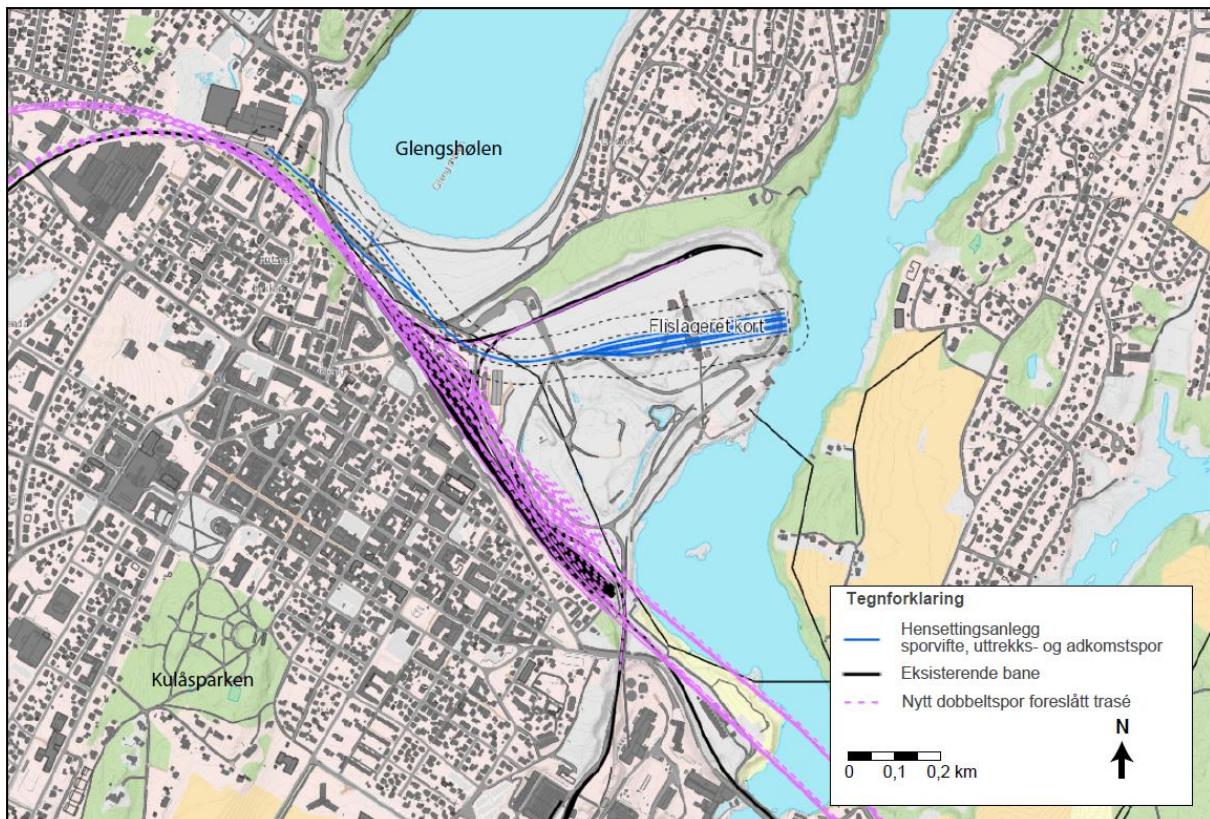 Glengshølen
Flislageret kort
Kulåsparken
Tegnforklaring
Hensettingsanlegg
sporvifte, uttrekks- og adkomstspor
Eksisterende bane
Nytt dobbeltspor foreslått trasé
N
0 0,1 0,2 km